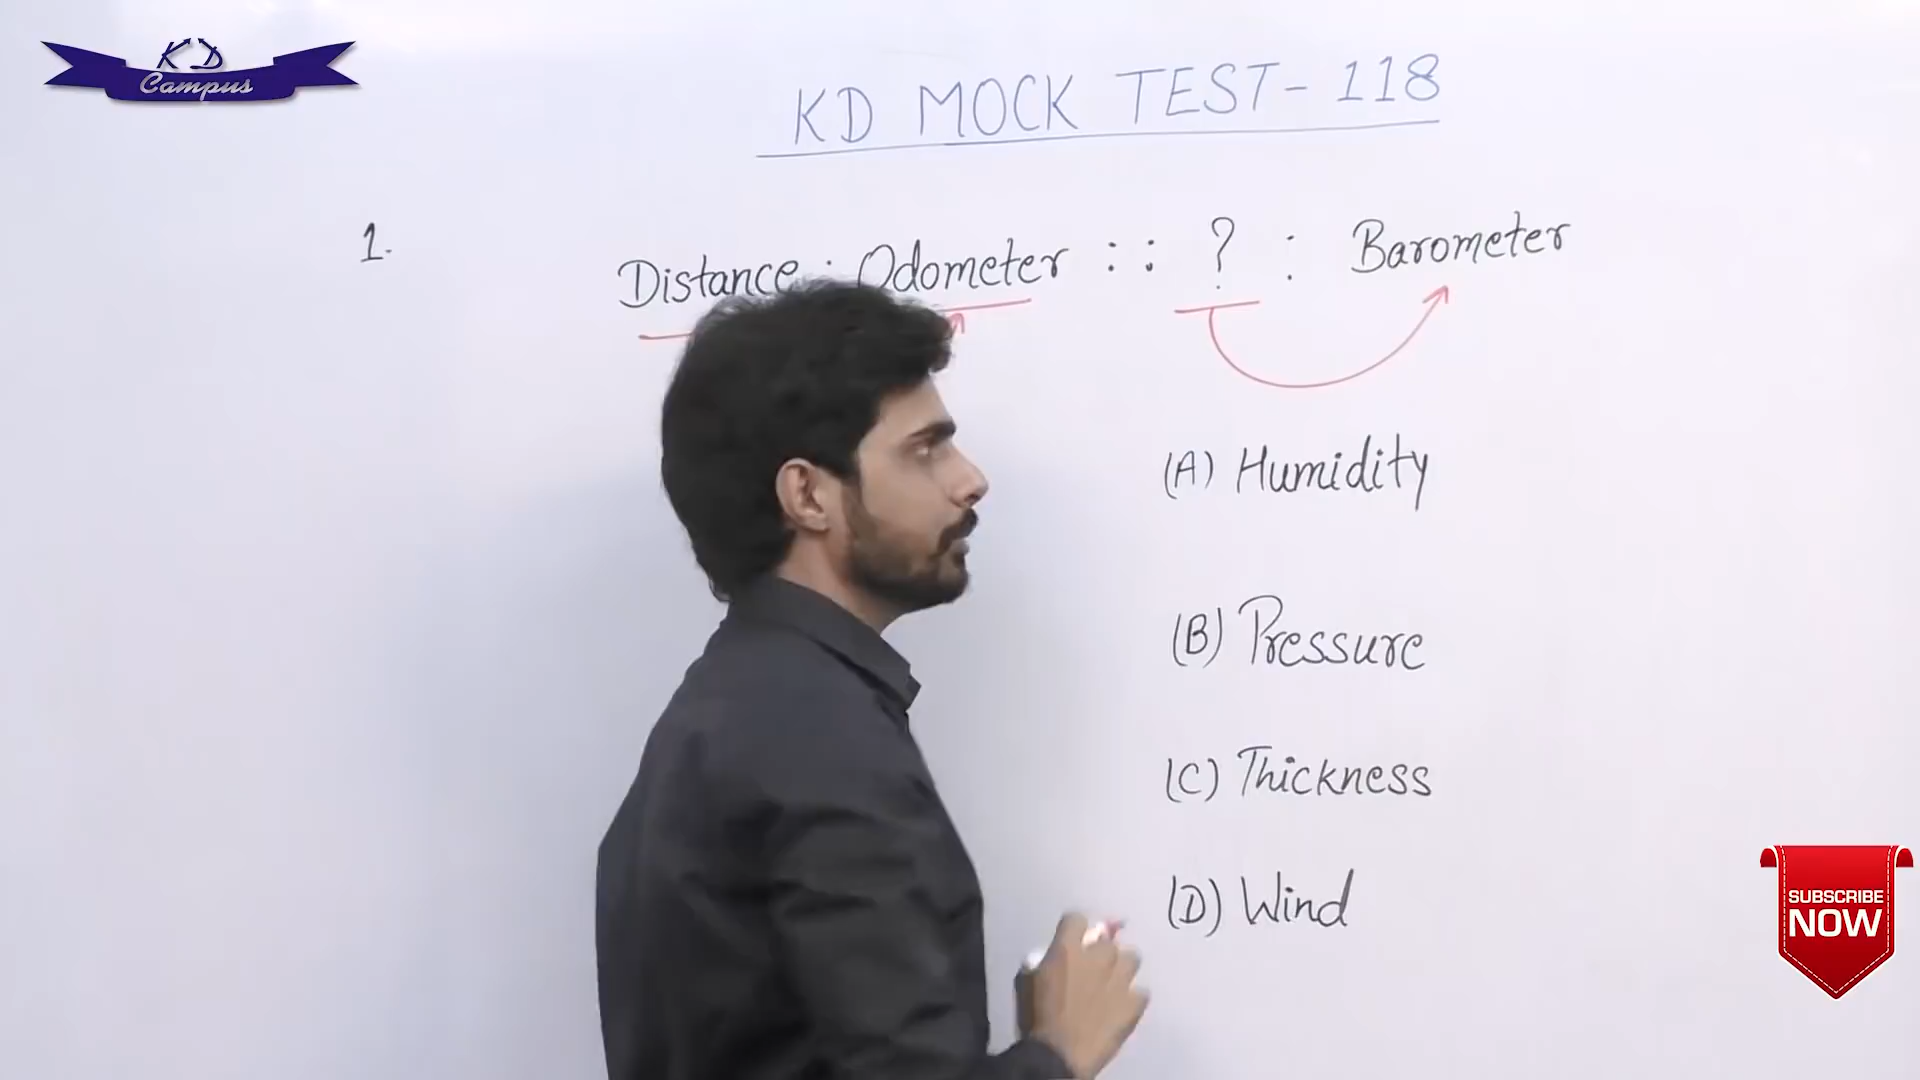 KD
Campus
KD MOCK TEST - 118
1. Distance : Odometer :: ? : Barometer
(A) Humidity
(B) Pressure
(C) Thickness
(D) Wind
SUBSCRIBE
NOW